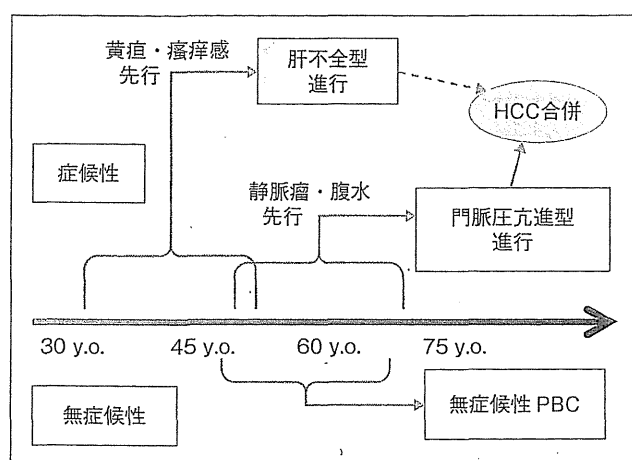 黄疸・瘙痒感
先行
肝不全型
進行
HCC合併
症候性
静脈瘤・腹水
先行
門脈圧亢進型
進行
30 y.o.
45 y.o.
60 y.o.
75 y.o.
無症候性
無症候性 PBC